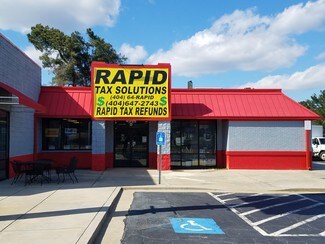 RAPID
TAX SOLUTIONS
(404) 64-RAPID
$ (404)647-2743 $
RAPID TAX REFUNDS